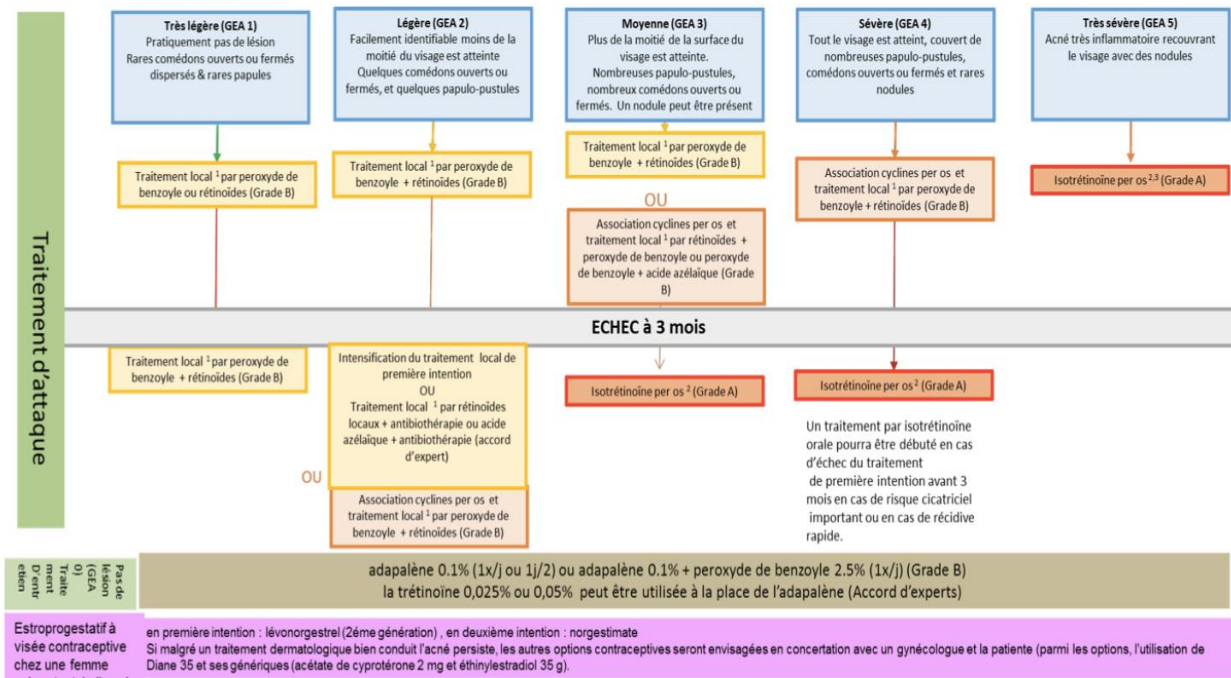 Très légère (GEA 1)
Pratiquement pas de lésion
Rares comédons ouverts ou fermés
dispersés & rares papules
Légère (GEA 2)
Facilement identifiable moins de la
moitié du visage est atteinte
Quelques comédons ouverts ou
fermés, et quelques papulo-pustules
Moyenne (GEA 3)
Plus de la moitié de la surface du
visage est atteinte.
Nombreuses papulo-pustules,
nombreux comédons ouverts ou
fermés. Un nodule peut être présent
Sévère (GEA 4)
Tout le visage est atteint, couvert de
nombreuses papulo-pustules,
comédons ouverts ou fermés et rares
nodules
Très sévère (GEA 5)
Acné très inflammatoire recouvrant
le visage avec des nodules
Traitement d'attaque
Traitement local ¹ par peroxyde de
benzoyle ou rétinoïdes (Grade B)
Traitement local ¹ par peroxyde de
benzoyle + rétinoïdes (Grade B)
Traitement local ¹ par peroxyde de
benzoyle + rétinoïdes (Grade B)
OU
Association cyclines per os et
traitement local ¹ par rétinoïdes +
peroxyde de benzoyle ou peroxyde
de benzoyle + acide azélaïque (Grade
B)
Association cyclines per os et
traitement local ¹ par peroxyde de
benzoyle + rétinoïdes (Grade B)
Isotrétinoïne per os ²,³ (Grade A)
ECHEC à 3 mois
Traitement local ¹ par peroxyde de
benzoyle + rétinoïdes (Grade B)
Intensification du traitement local de
première intention
OU
Traitement local ¹ par rétinoïdes
locaux + antibiothérapie ou acide
azélaïque + antibiothérapie (accord
d'expert)
OU
Association cyclines per os et
traitement local ¹ par peroxyde de
benzoyle + rétinoïdes (Grade B)
Isotrétinoïne per os ² (Grade A)
Isotrétinoïne per os ² (Grade A)
Un traitement par isotrétinoïne
orale pourra être débuté en cas
d'échec du traitement
de première intention avant 3
mois en cas de risque cicatriciel
important ou en cas de récidive
rapide.
Pas de
lésion
(GEA
0)
Traite
ment
D'entr
etien
adapalène 0.1% (1x/j ou 1j/2) ou adapalène 0.1% + peroxyde de benzoyle 2.5% (1x/j) (Grade B)
la trétinoïne 0,025% ou 0,05% peut être utilisée à la place de l'adapalène (Accord d'experts)
Estroprogestatif à
visée contraceptive
chez une femme
en première intention : lévonorgestrel (2éme génération) , en deuxième intention : norgestimate
Si malgré un traitement dermatologique bien conduit l'acné persiste, les autres options contraceptives seront envisagées en concertation avec un gynécologue et la patiente (parmi les options, l'utilisation de
Diane 35 et ses génériques (acétate de cyprotérone 2 mg et éthinylestradiol 35 g).